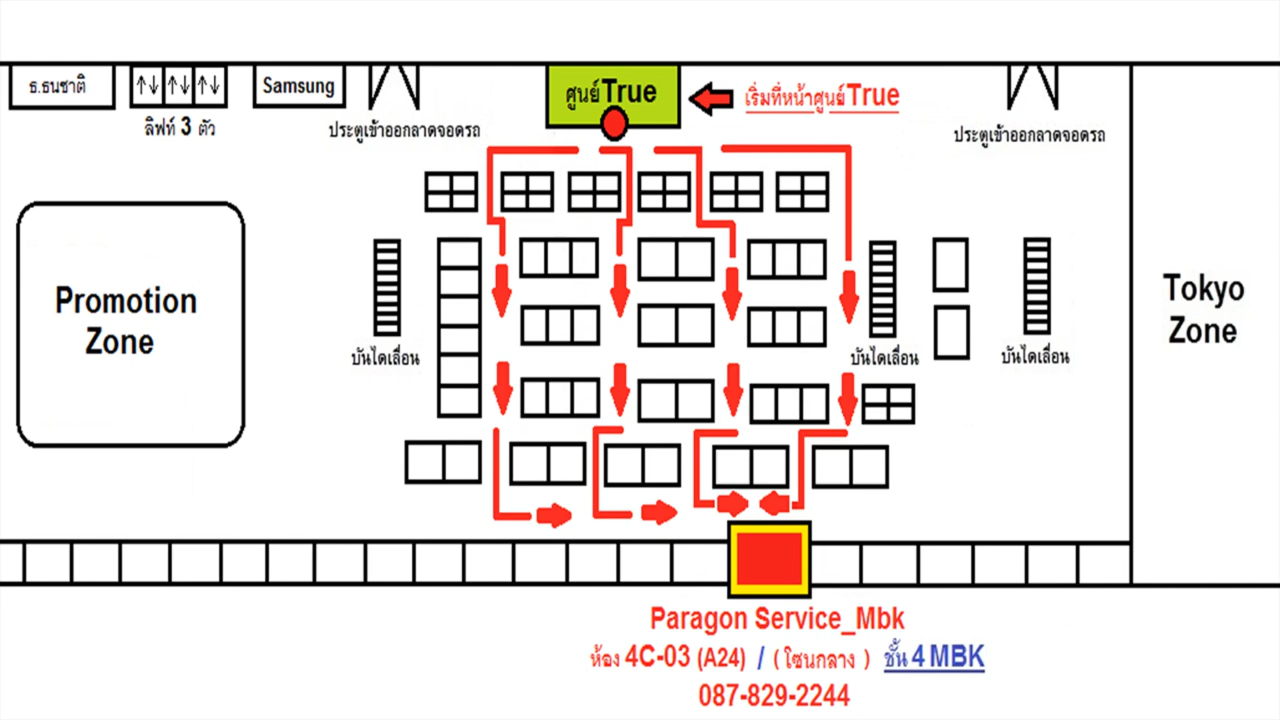 ธ.ธนชาติ
ลิฟท์ 3 ตัว
Samsung
ประตูเข้าออกลาดจอดรถ
ศูนย์ True
เริ่มที่หน้าศูนย์ True
ประตูเข้าออกลาดจอดรถ
Promotion
Zone
บันไดเลื่อน
บันไดเลื่อน
บันไดเลื่อน
Tokyo
Zone
Paragon Service_Mbk
ห้อง 4C-03 (A24) / ( โซนกลาง ) ชั้น 4 MBK
087-829-2244